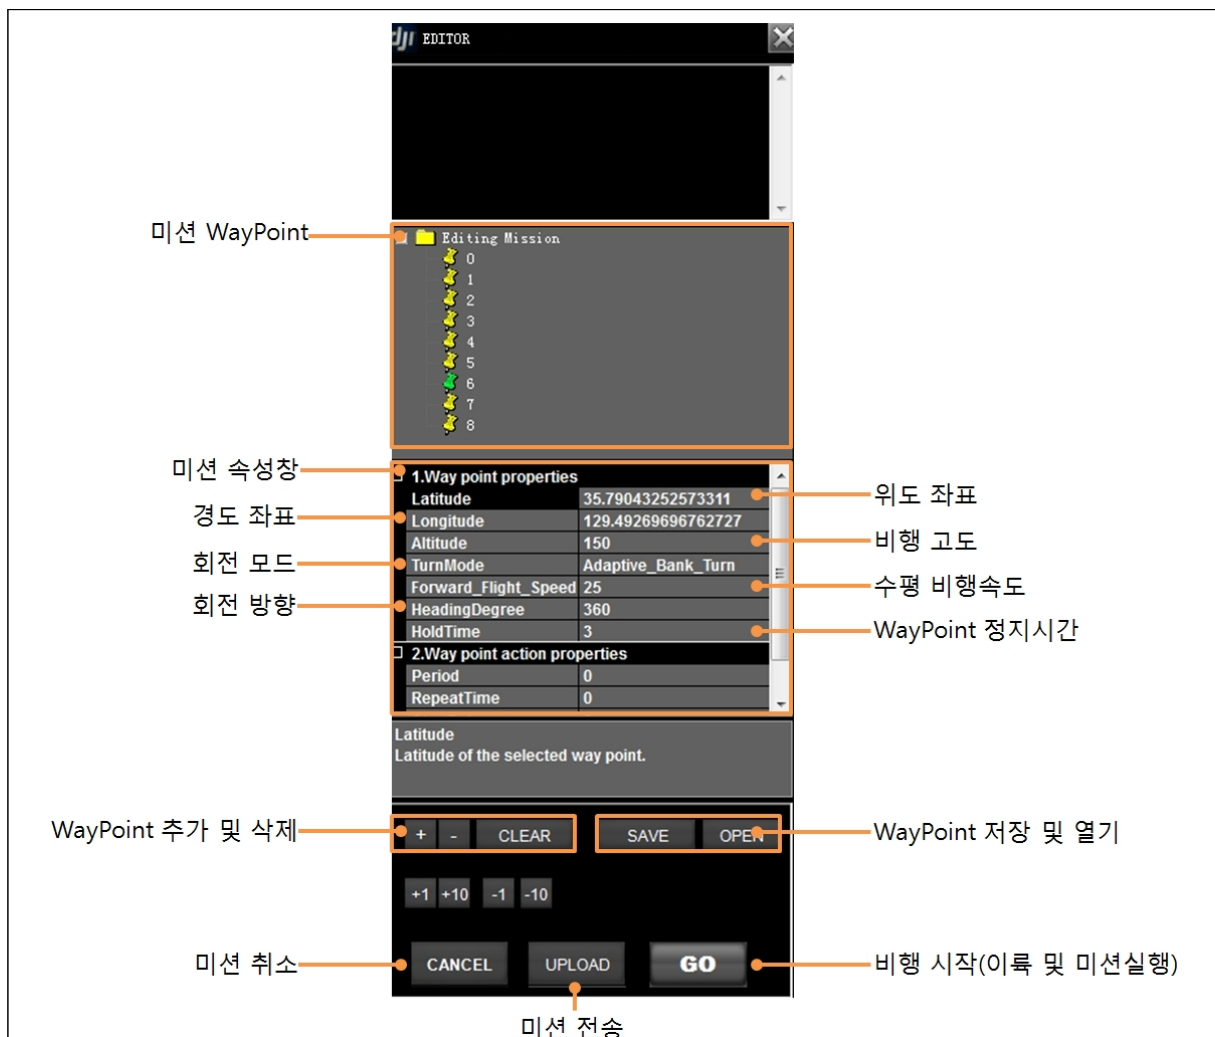 dji EDITOR
미션 WayPoint
Editing Mission
0
1
2
3
4
5
6
7
8
미션 속성창
1.Way point properties
Latitude 35.79043252573311
위도 좌표
경도 좌표
Longitude 129.49269696762727
Altitude 150
비행 고도
회전 모드
TurnMode Adaptive_Bank_Turn
Forward_Flight_Speed 25
수평 비행속도
회전 방향
HeadingDegree 360
HoldTime 3
WayPoint 정지시간
2.Way point action properties
Period 0
RepeatTime 0
Latitude
Latitude of the selected way point.
WayPoint 추가 및 삭제
+ - CLEAR SAVE OPEN
WayPoint 저장 및 열기
+1 +10 -1 -10
미션 취소
CANCEL UPLOAD GO
비행 시작(이륙 및 미션실행)
미션 전송